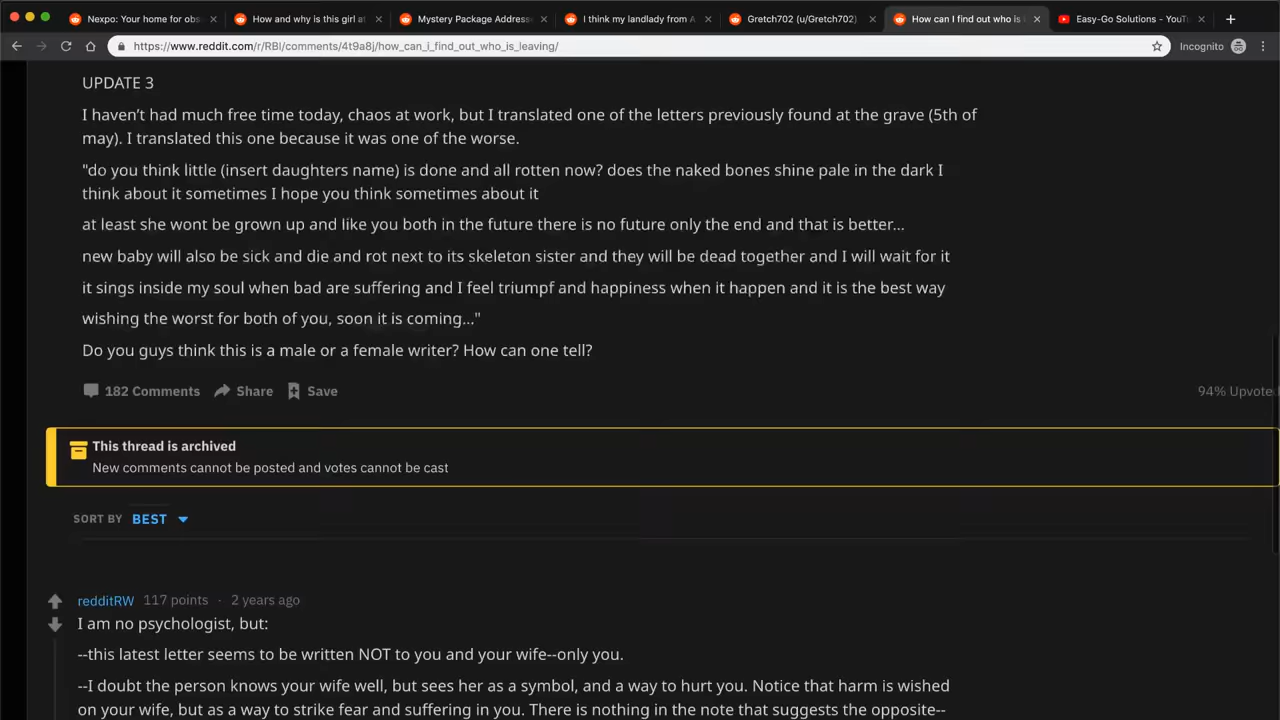 Nexpo: Your home for obs
How and why is this girl at
Mystery Package Address
I think my landlady from A
Gretch702 (u/Gretch702)
How can I find out who is
Easy-Go Solutions - YouT
https://www.reddit.com/r/RBI/comments/4t9a8j/how_can_i_find_out_who_is_leaving/
Incognito
UPDATE 3
I haven't had much free time today, chaos at work, but I translated one of the letters previously found at the grave (5th of
may). I translated this one because it was one of the worse.
"do you think little (insert daughters name) is done and all rotten now? does the naked bones shine pale in the dark I
think about it sometimes I hope you think sometimes about it
at least she wont be grown up and like you both in the future there is no future only the end and that is better...
new baby will also be sick and die and rot next to its skeleton sister and they will be dead together and I will wait for it
it sings inside my soul when bad are suffering and I feel triumpf and happiness when it happen and it is the best way
wishing the worst for both of you, soon it is coming..."
Do you guys think this is a male or a female writer? How can one tell?
182 Comments Share Save
94% Upvoted
This thread is archived
New comments cannot be posted and votes cannot be cast
SORT BY BEST
redditRW 117 points · 2 years ago
I am no psychologist, but:
--this latest letter seems to be written NOT to you and your wife--only you.
--I doubt the person knows your wife well, but sees her as a symbol, and a way to hurt you. Notice that harm is wished
on your wife, but as a way to strike fear and suffering in you. There is nothing in the note that suggests the opposite--